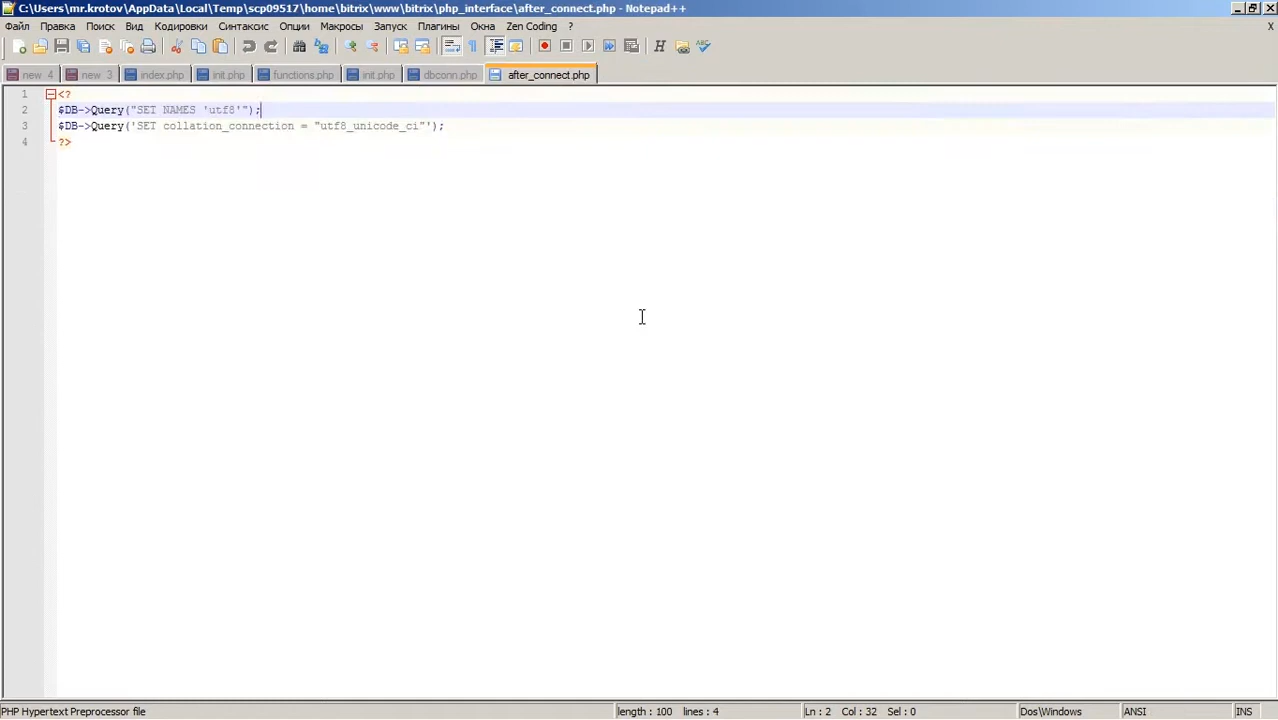 C:\Users\mr.krotov\AppData\Local\Temp\scp09517\home\bitrix\www\bitrix\php_interface\after_connect.php - Notepad++
Файл Правка Поиск Вид Кодировки Синтаксис Опции Макросы Запуск Плагины Окна Zen Coding ? X
new 4 new 3 index.php init.php functions.php init.php dbconn.php after_connect.php
1 <?
2 $DB->Query("SET NAMES 'utf8'");
3 $DB->Query('SET collation_connection = "utf8_unicode_ci"');
4 ?>
PHP Hypertext Preprocessor file length : 100 lines : 4 Ln : 2 Col : 32 Sel : 0 Dos\Windows ANSI INS